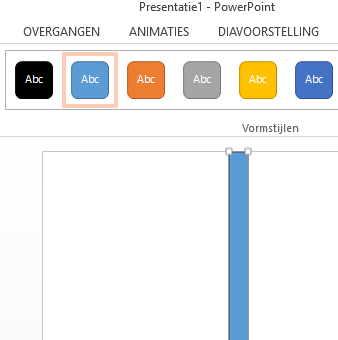 Presentatie1 - PowerPoint
OVERGANGEN ANIMATIES DIAVOORSTELLING
Abc Abc Abc Abc Abc Abc
Vormstijlen